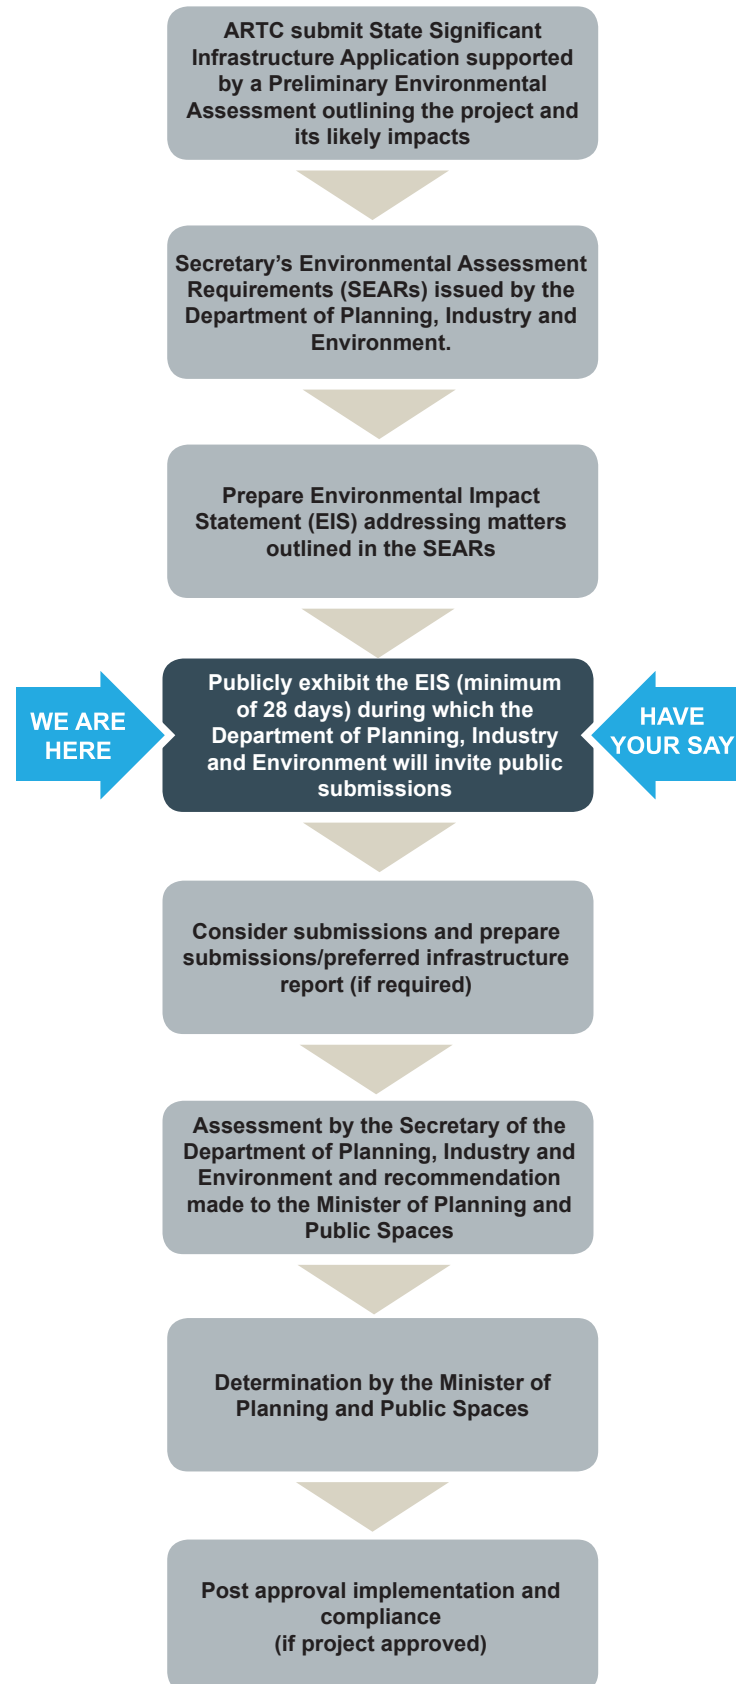 ARTC submit State Significant
Infrastructure Application supported
by a Preliminary Environmental
Assessment outlining the project and
its likely impacts
Secretary’s Environmental Assessment
Requirements (SEARs) issued by the
Department of Planning, Industry and
Environment.
Prepare Environmental Impact
Statement (EIS) addressing matters
outlined in the SEARs
WE ARE
HERE
Publicly exhibit the EIS (minimum
of 28 days) during which the
Department of Planning, Industry
and Environment will invite public
submissions
HAVE
YOUR SAY
Consider submissions and prepare
submissions/preferred infrastructure
report (if required)
Assessment by the Secretary of the
Department of Planning, Industry and
Environment and recommendation
made to the Minister of Planning and
Public Spaces
Determination by the Minister of
Planning and Public Spaces
Post approval implementation and
compliance
(if project approved)